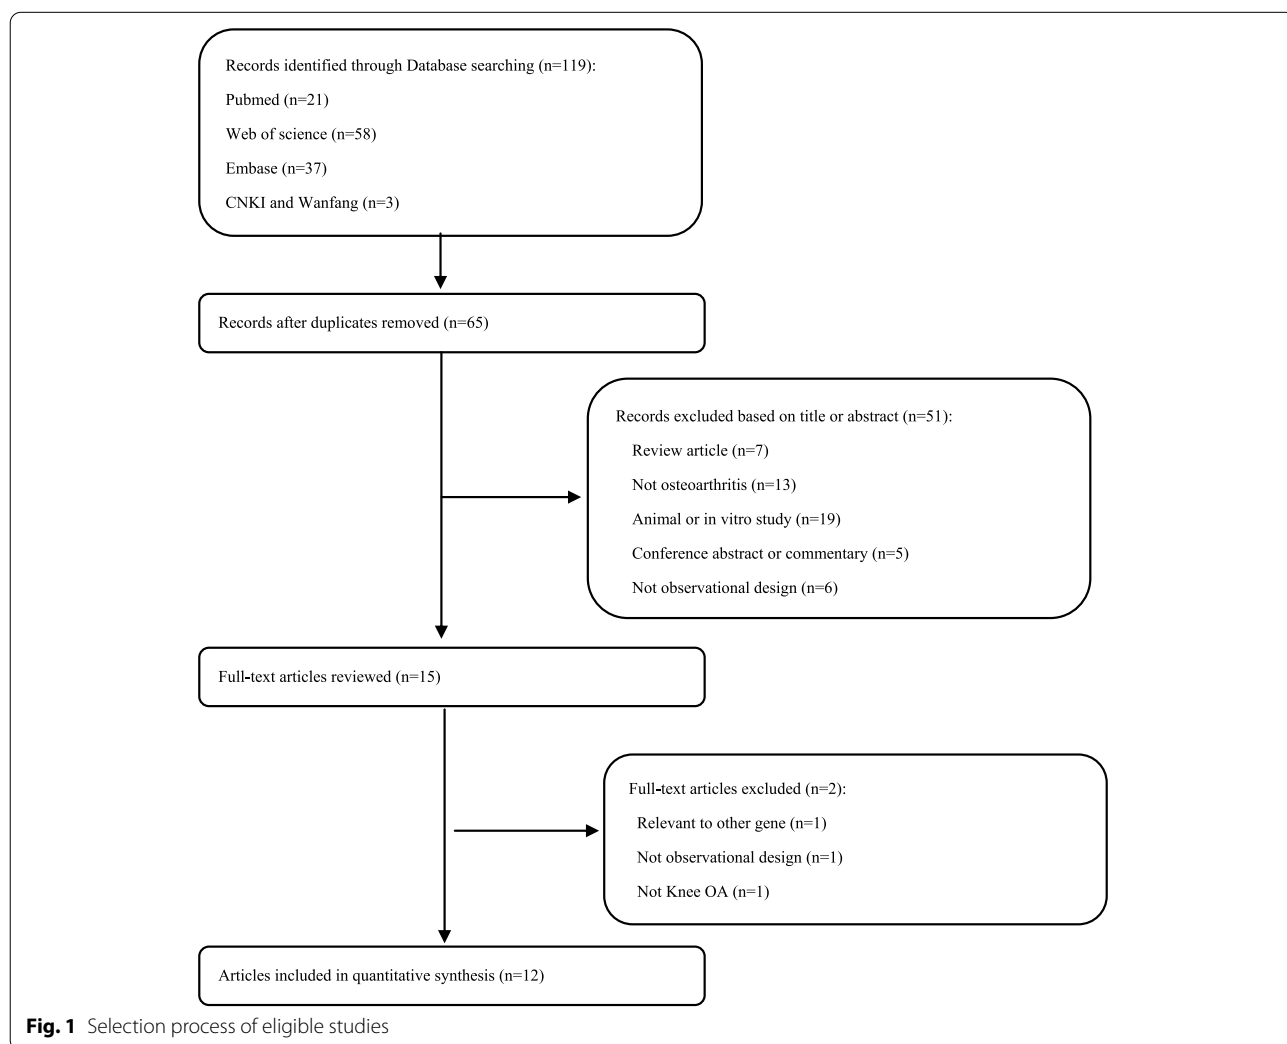 Records identified through Database searching (n=119):
Pubmed (n=21)
Web of science (n=58)
Embase (n=37)
CNKI and Wanfang (n=3)
Records after duplicates removed (n=65)
Records excluded based on title or abstract (n=51):
Review article (n=7)
Not osteoarthritis (n=13)
Animal or in vitro study (n=19)
Conference abstract or commentary (n=5)
Not observational design (n=6)
Full-text articles reviewed (n=15)
Full-text articles excluded (n=2):
Relevant to other gene (n=1)
Not observational design (n=1)
Not Knee OA (n=1)
Articles included in quantitative synthesis (n=12)
Fig. 1 Selection process of eligible studies